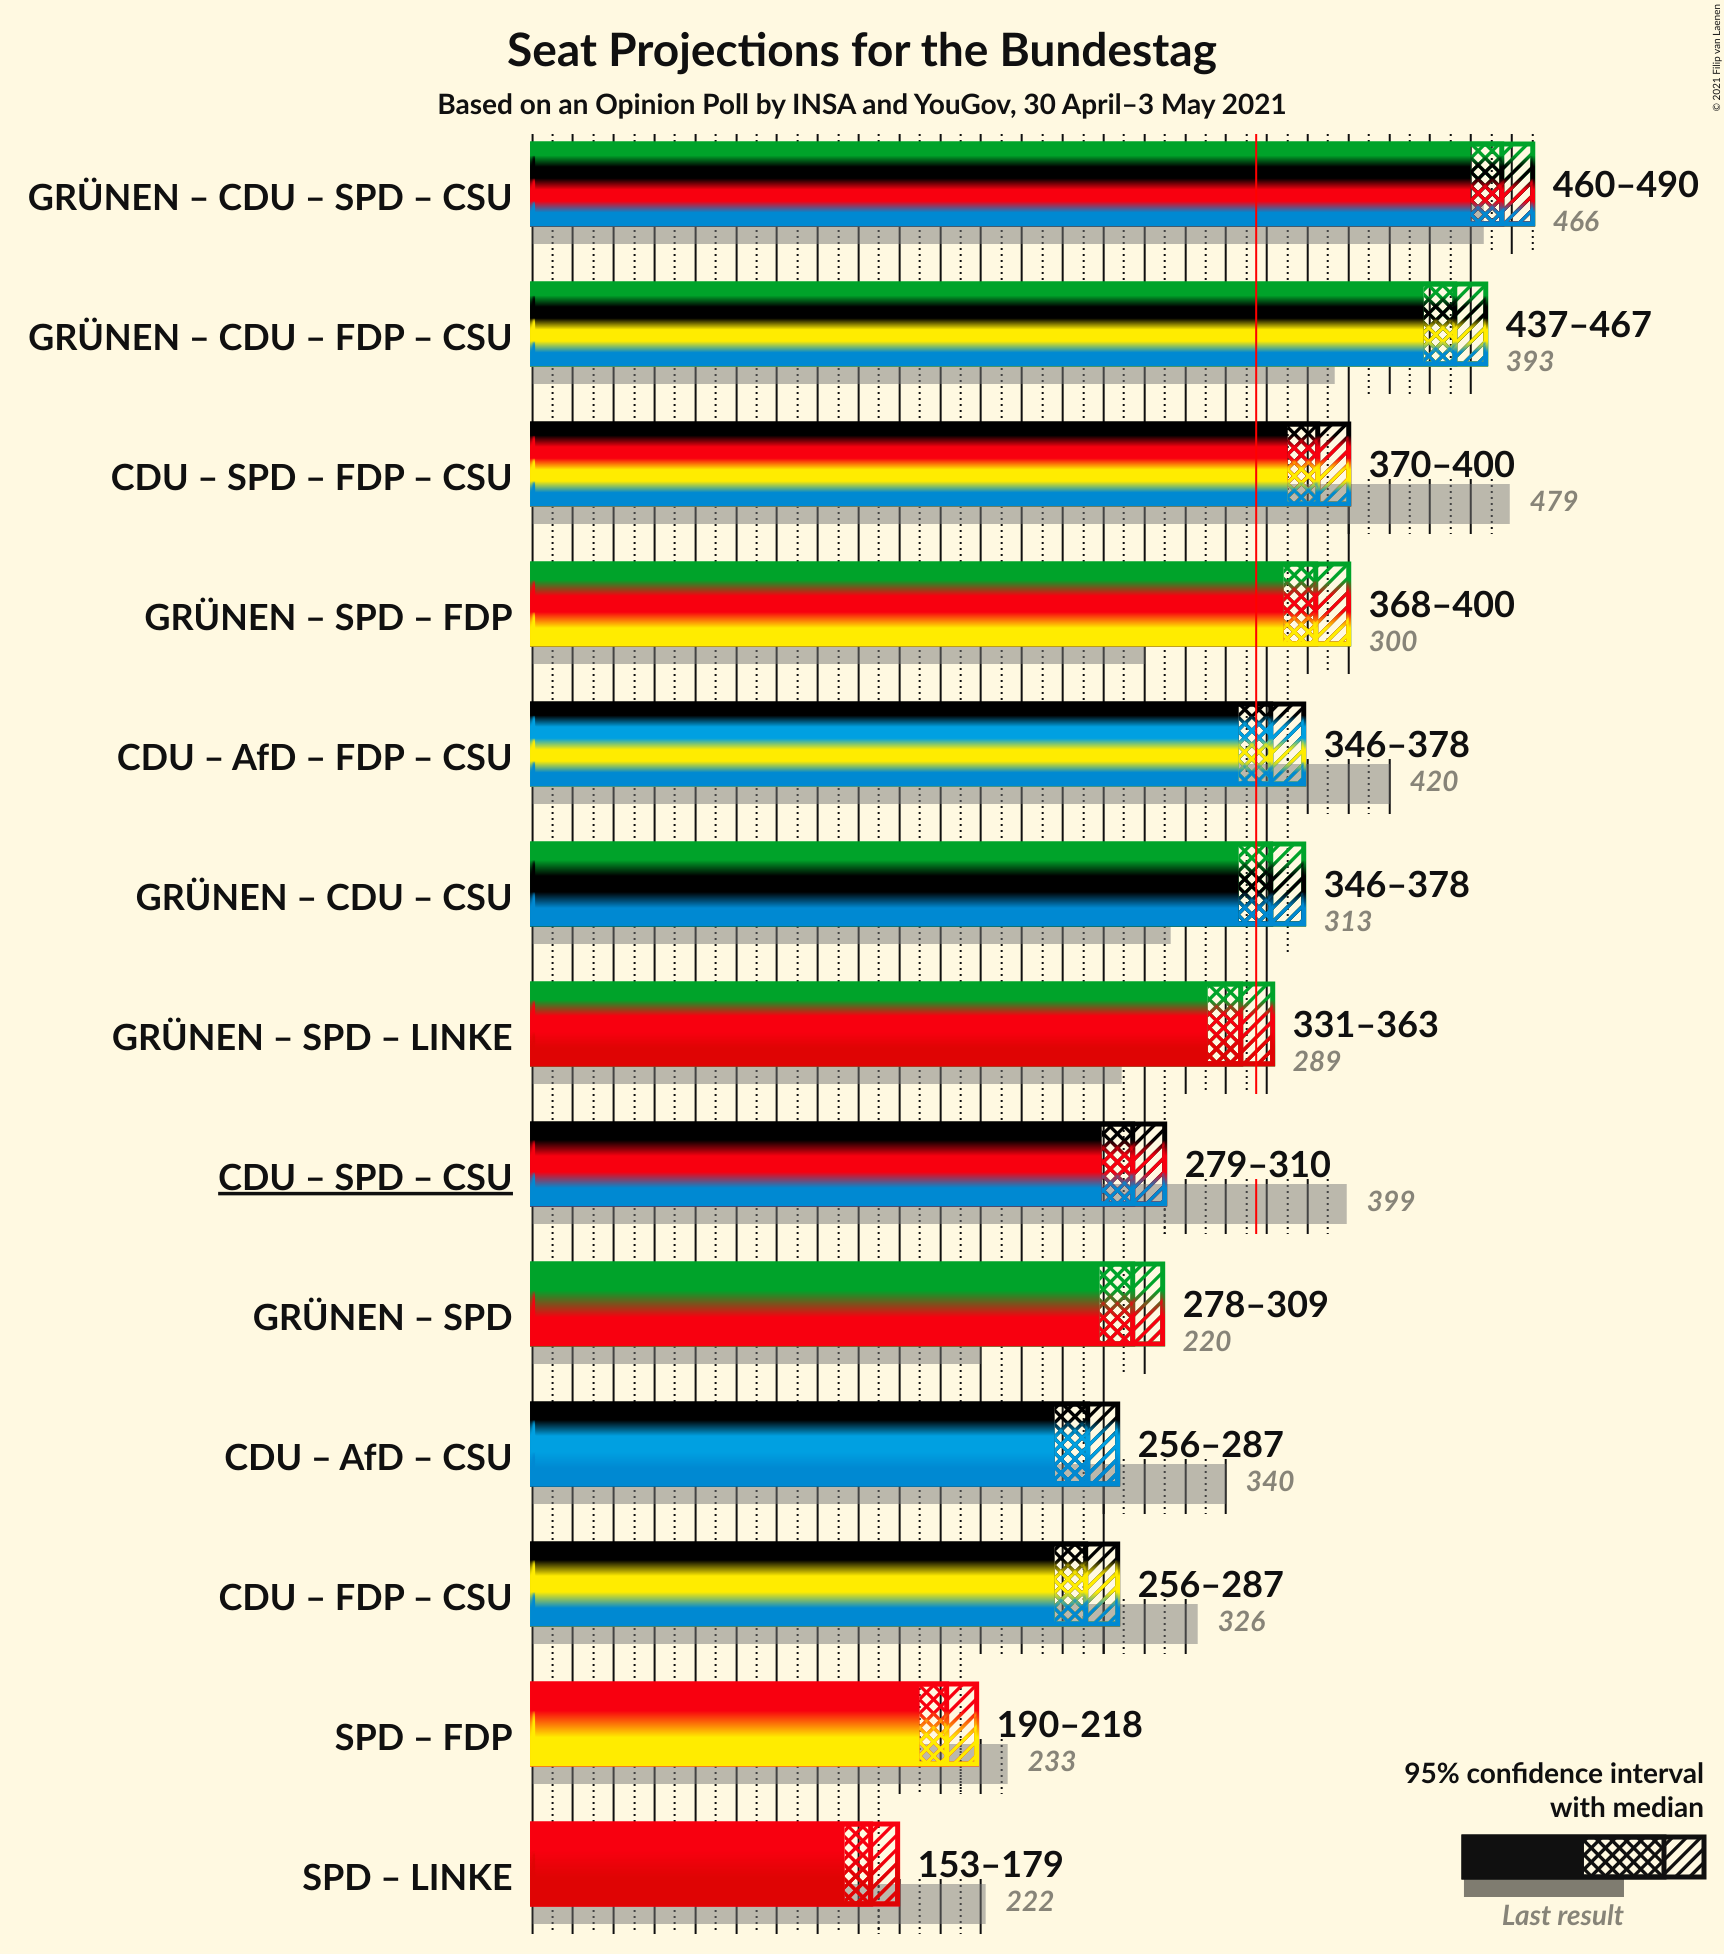 Seat Projections for the Bundestag
Based on an Opinion Poll by INSA and YouGov, 30 April–3 May 2021
© 2021 Filip van Laenen
GRÜNEN – CDU – SPD – CSU
460–490
466
GRÜNEN – CDU – FDP – CSU
437–467
393
CDU – SPD – FDP – CSU
370–400
479
GRÜNEN – SPD – FDP
368–400
300
CDU – AfD – FDP – CSU
346–378
420
GRÜNEN – CDU – CSU
346–378
313
GRÜNEN – SPD – LINKE
331–363
289
CDU – SPD – CSU
279–310
399
GRÜNEN – SPD
278–309
220
CDU – AfD – CSU
256–287
340
CDU – FDP – CSU
256–287
326
SPD – FDP
190–218
233
SPD – LINKE
153–179
222
95% confidence interval
with median
Last result